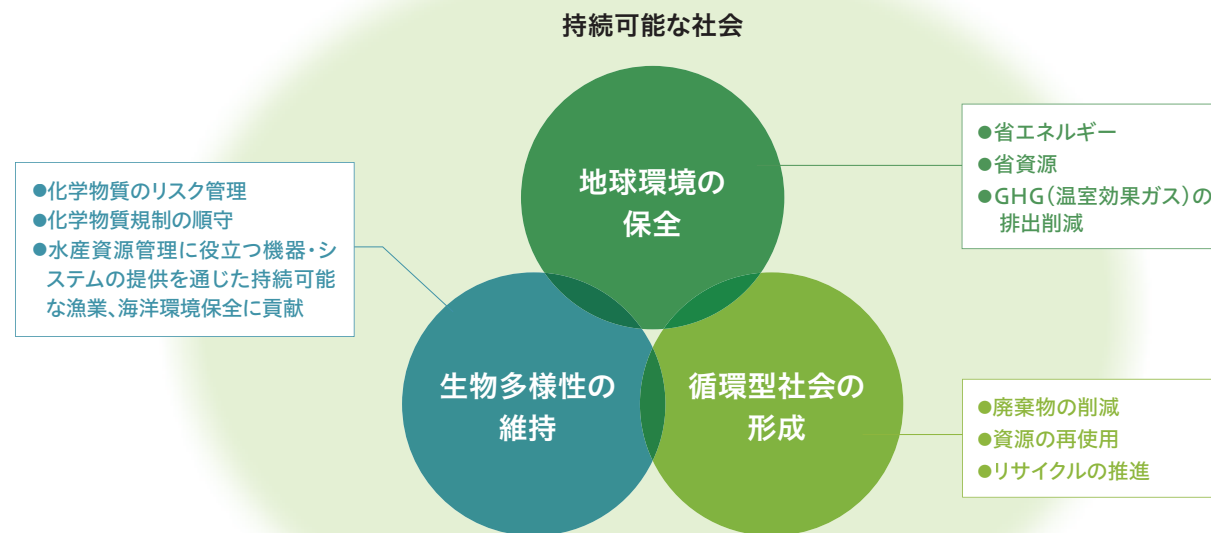 持続可能な社会
地球環境の
保全
●省エネルギー
●省資源
●GHG(温室効果ガス)の
排出削減
●化学物質のリスク管理
●化学物質規制の順守
●水産資源管理に役立つ機器・シ
ステムの提供を通じた持続可能
な漁業、海洋環境保全に貢献
生物多様性の
維持
循環型社会の
形成
●廃棄物の削減
●資源の再使用
●リサイクルの推進